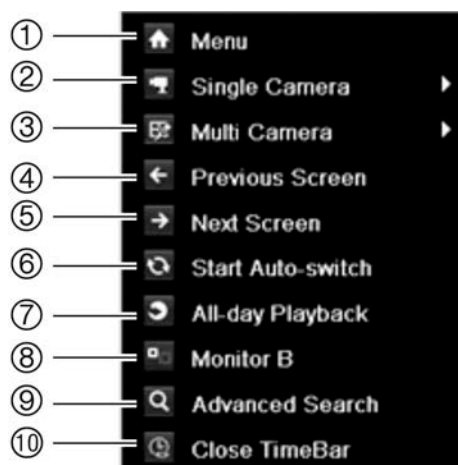 ① Menu
② Single Camera
③ Multi Camera
④ Previous Screen
⑤ Next Screen
⑥ Start Auto-switch
⑦ All-day Playback
⑧ Monitor B
⑨ Advanced Search
⑩ Close TimeBar